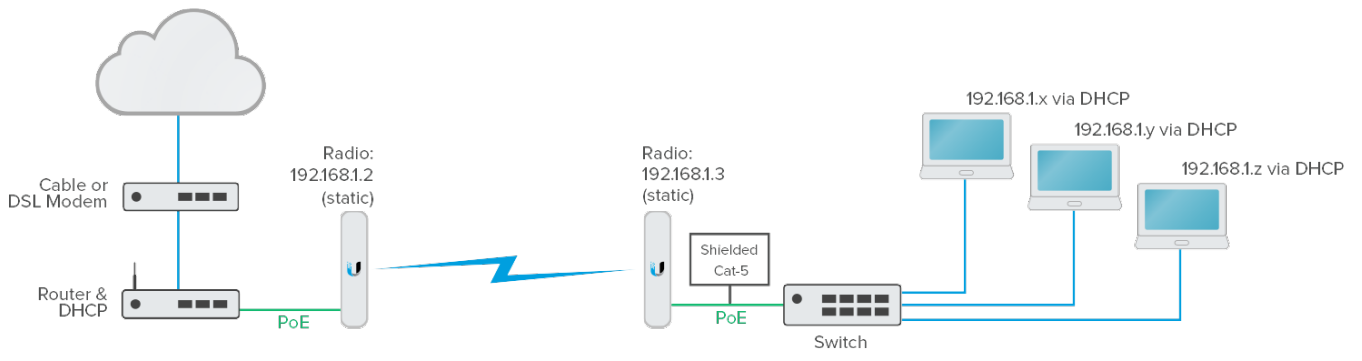 192.168.1.x via DHCP
192.168.1.y via DHCP
192.168.1.z via DHCP
Radio:
192.168.1.2
(static)
Radio:
192.168.1.3
(static)
Cable or
DSL Modem
Shielded
Cat-5
Router &
DHCP
PoE
PoE
Switch